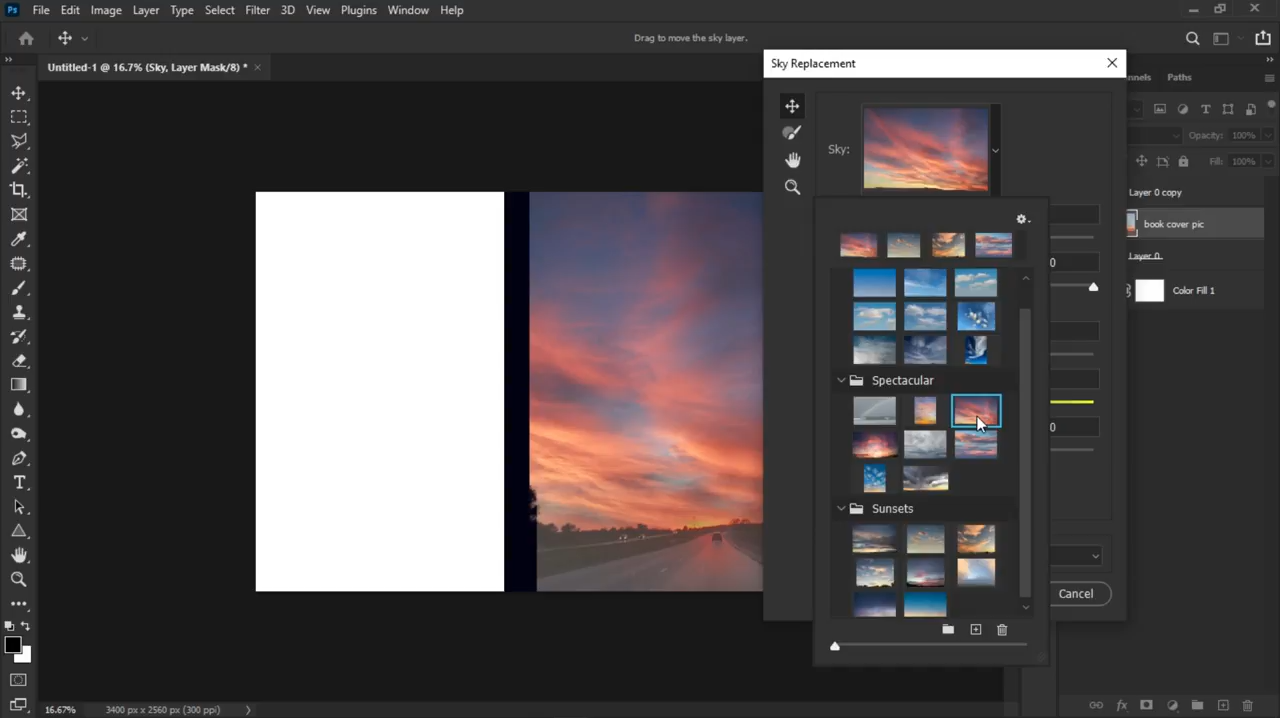 Ps File Edit Image Layer Type Select Filter 3D View Plugins Window Help
Drag to move the sky layer.
Untitled-1 @ 16.7% (Sky, Layer Mask/8) *
Sky Replacement
Paths
Opacity: 100%
Sky:
Fill: 100%
Layer 0 copy
book cover pic
Layer 0
Color Fill 1
Spectacular
Sunsets
Cancel
16.67% 3400 px x 2560 px (300 ppi)